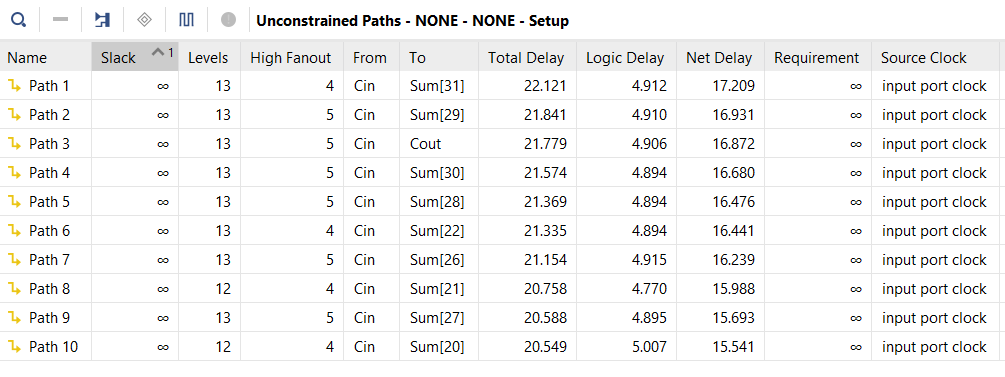 Unconstrained Paths - NONE - NONE - Setup
Name Slack 1 Levels High Fanout From To Total Delay Logic Delay Net Delay Requirement Source Clock
Path 1 ∞ 13 4 Cin Sum[31] 22.121 4.912 17.209 ∞ input port clock
Path 2 ∞ 13 5 Cin Sum[29] 21.841 4.910 16.931 ∞ input port clock
Path 3 ∞ 13 5 Cin Cout 21.779 4.906 16.872 ∞ input port clock
Path 4 ∞ 13 5 Cin Sum[30] 21.574 4.894 16.680 ∞ input port clock
Path 5 ∞ 13 5 Cin Sum[28] 21.369 4.894 16.476 ∞ input port clock
Path 6 ∞ 13 4 Cin Sum[22] 21.335 4.894 16.441 ∞ input port clock
Path 7 ∞ 13 5 Cin Sum[26] 21.154 4.915 16.239 ∞ input port clock
Path 8 ∞ 12 4 Cin Sum[21] 20.758 4.770 15.988 ∞ input port clock
Path 9 ∞ 13 5 Cin Sum[27] 20.588 4.895 15.693 ∞ input port clock
Path 10 ∞ 12 4 Cin Sum[20] 20.549 5.007 15.541 ∞ input port clock